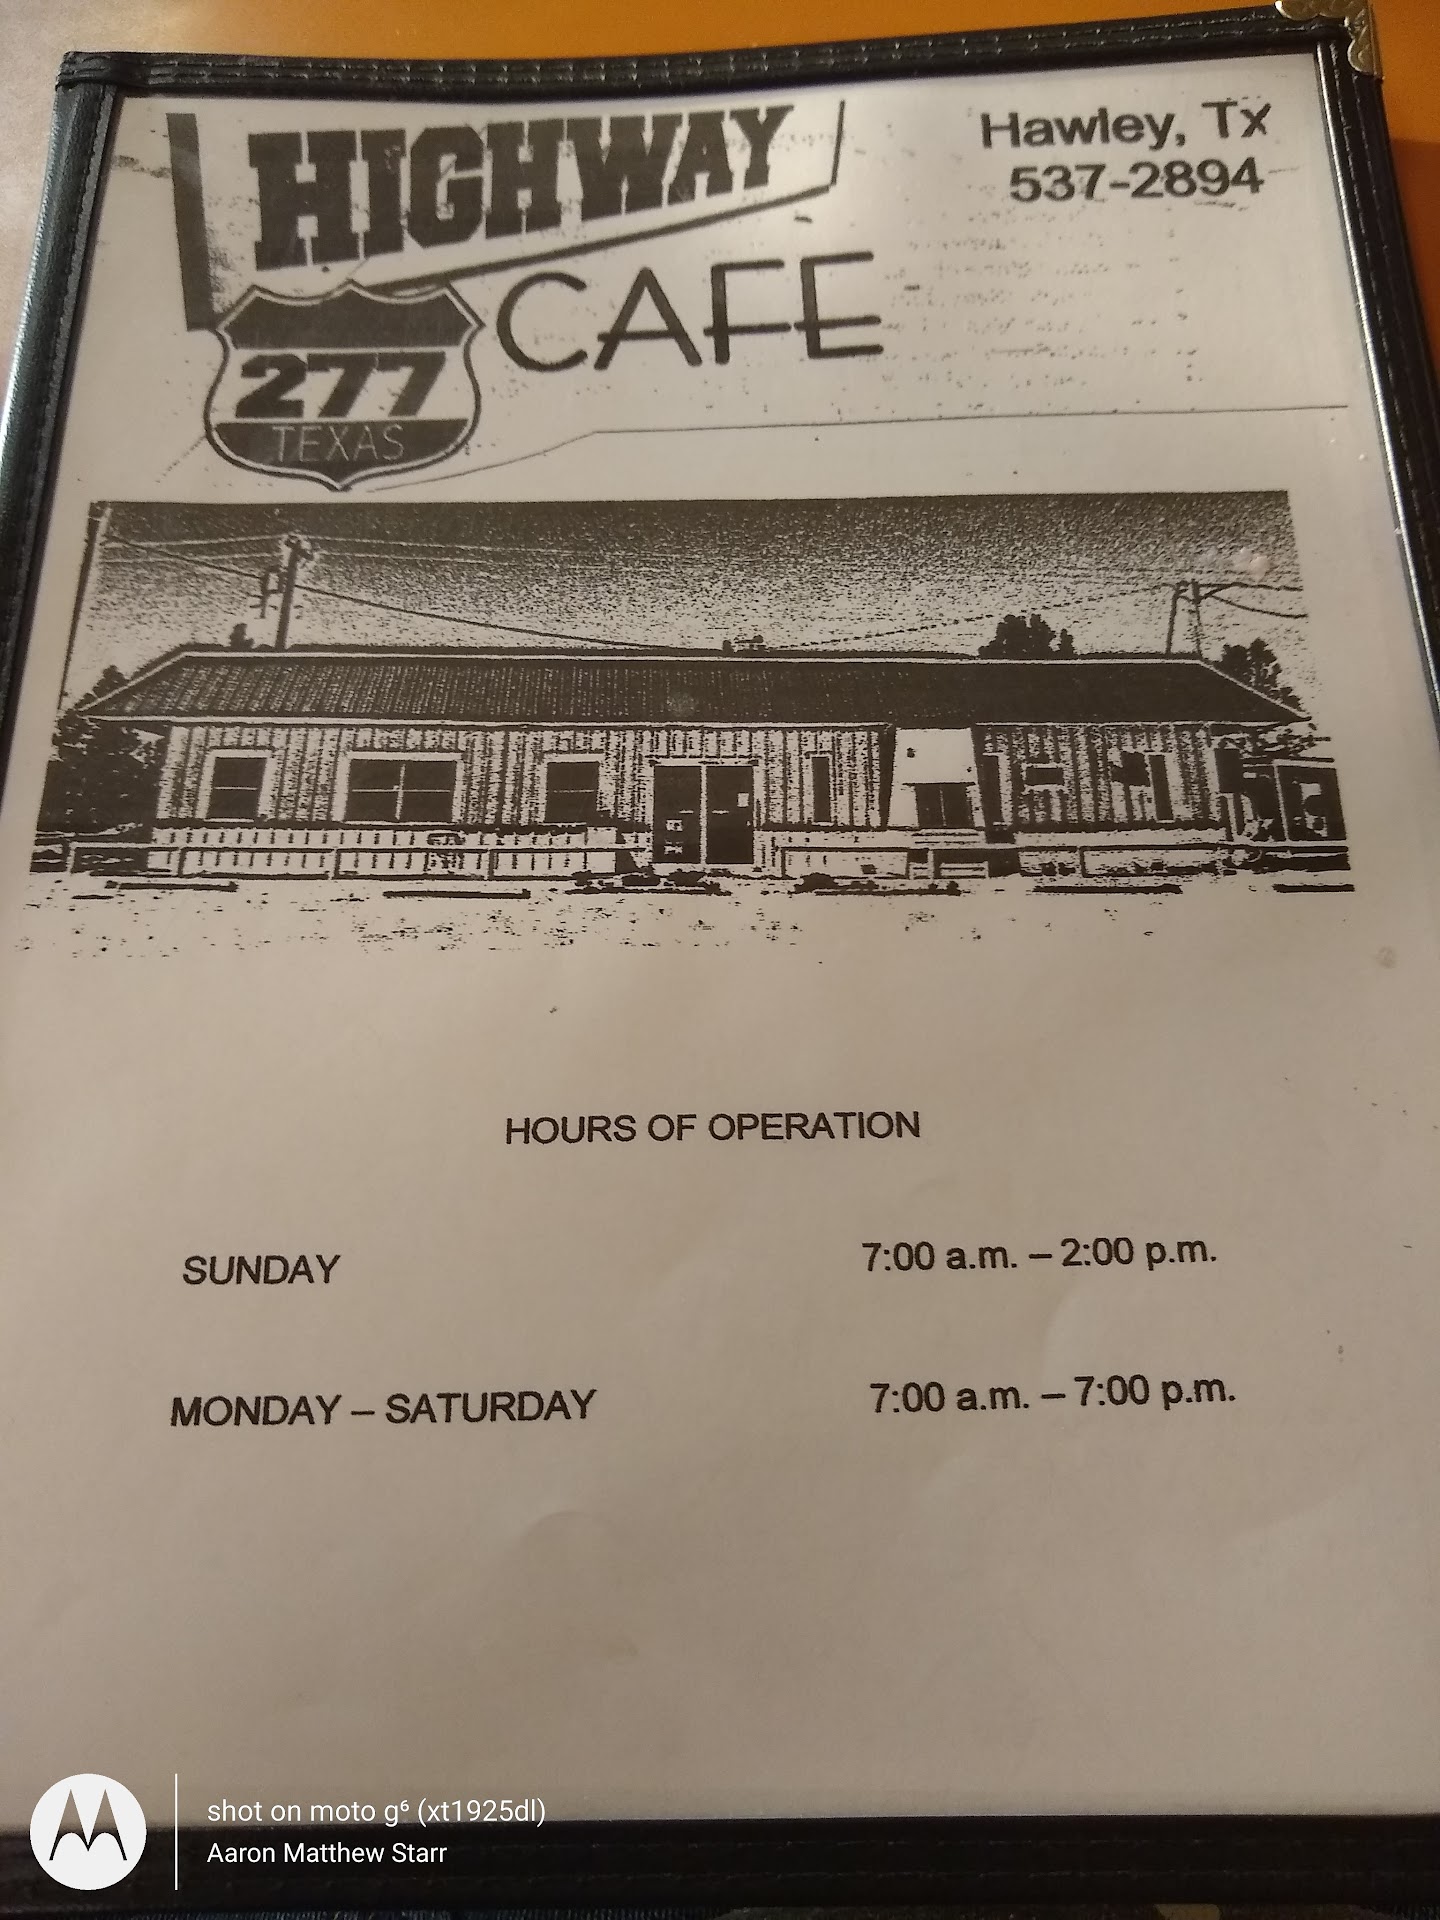 HIGHWAY
CAFE
277
TEXAS
Hawley, Tx
537-2894
HOURS OF OPERATION
SUNDAY 7:00 a.m. – 2:00 p.m.
MONDAY – SATURDAY 7:00 a.m. – 7:00 p.m.
shot on moto g⁶ (xt1925dl)
Aaron Matthew Starr